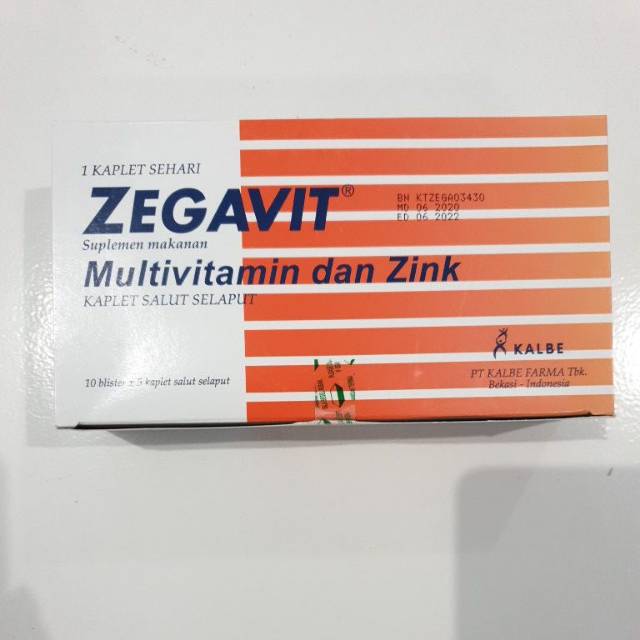 1 KAPLET SEHARI
ZEGAVIT®
Suplemen makanan
Multivitamin dan Zink
KAPLET SALUT SELAPUT
10 blister x 5 kaplet salut selaput
BN KTZEGA03430
MD 06 2020
ED 06 2022
KALBE
PT KALBE FARMA Tbk.
Bekasi - Indonesia